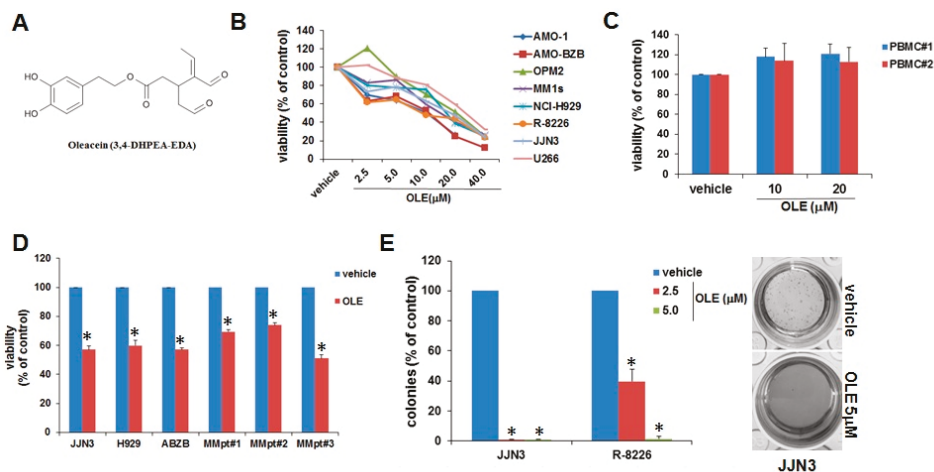 A
HO
HO
O
O
O
O
Oleacein (3,4-DHPEA-EDA)
B
viability (% of control)
140
120
100
80
60
40
20
0
vehicle
2.5
5.0
10.0
20.0
40.0
OLE(μM)
AMO-1
AMO-BZB
OPM2
MM1s
NCI-H929
R-8226
JJN3
U266
C
viability (% of control)
140
120
100
80
60
40
20
0
vehicle
10
20
OLE (μM)
PBMC#1
PBMC#2
D
viability
(% of control)
120
100
80
60
40
20
0
* * * * * *
JJN3 H929 ABZB MMpt#1 MMpt#2 MMpt#3
vehicle
OLE
E
colonies (% of control)
120
100
80
60
40
20
0
* * * *
JJN3 R-8226
vehicle
2.5
5.0
OLE (μM)
vehicle
OLE 5μM
JJN3